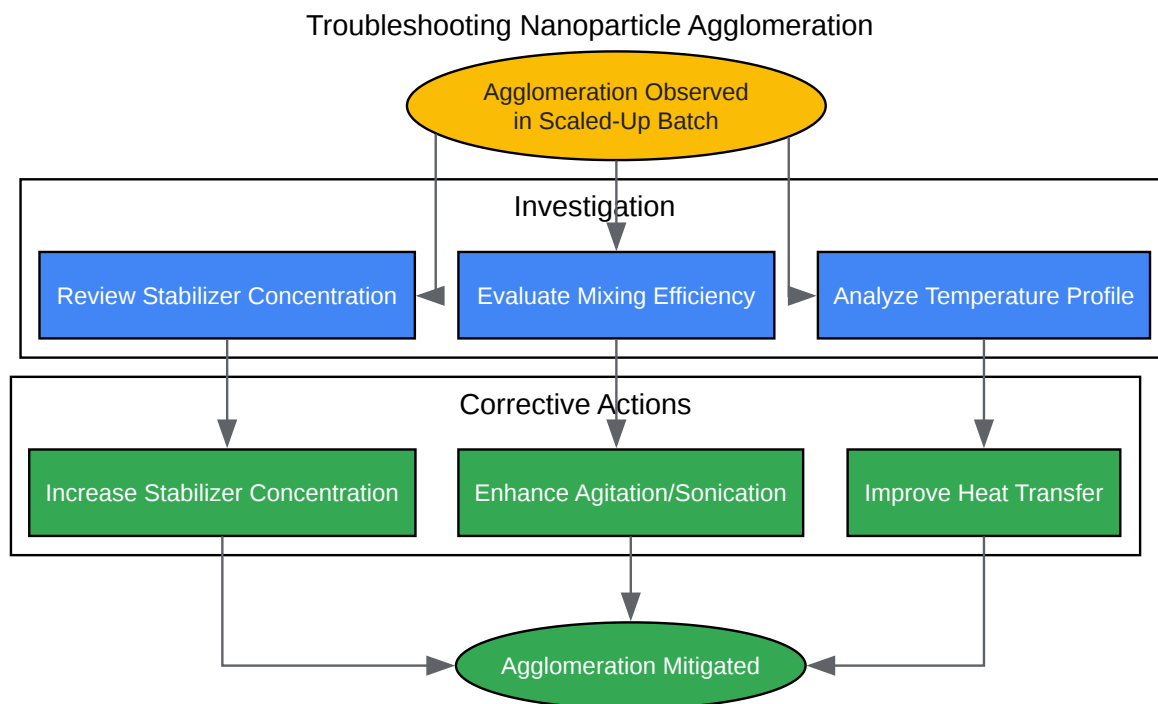 Troubleshooting Nanoparticle Agglomeration
Agglomeration Observed
in Scaled-Up Batch
Investigation
Review Stabilizer Concentration
Evaluate Mixing Efficiency
Analyze Temperature Profile
Corrective Actions
Increase Stabilizer Concentration
Enhance Agitation/Sonication
Improve Heat Transfer
Agglomeration Mitigated